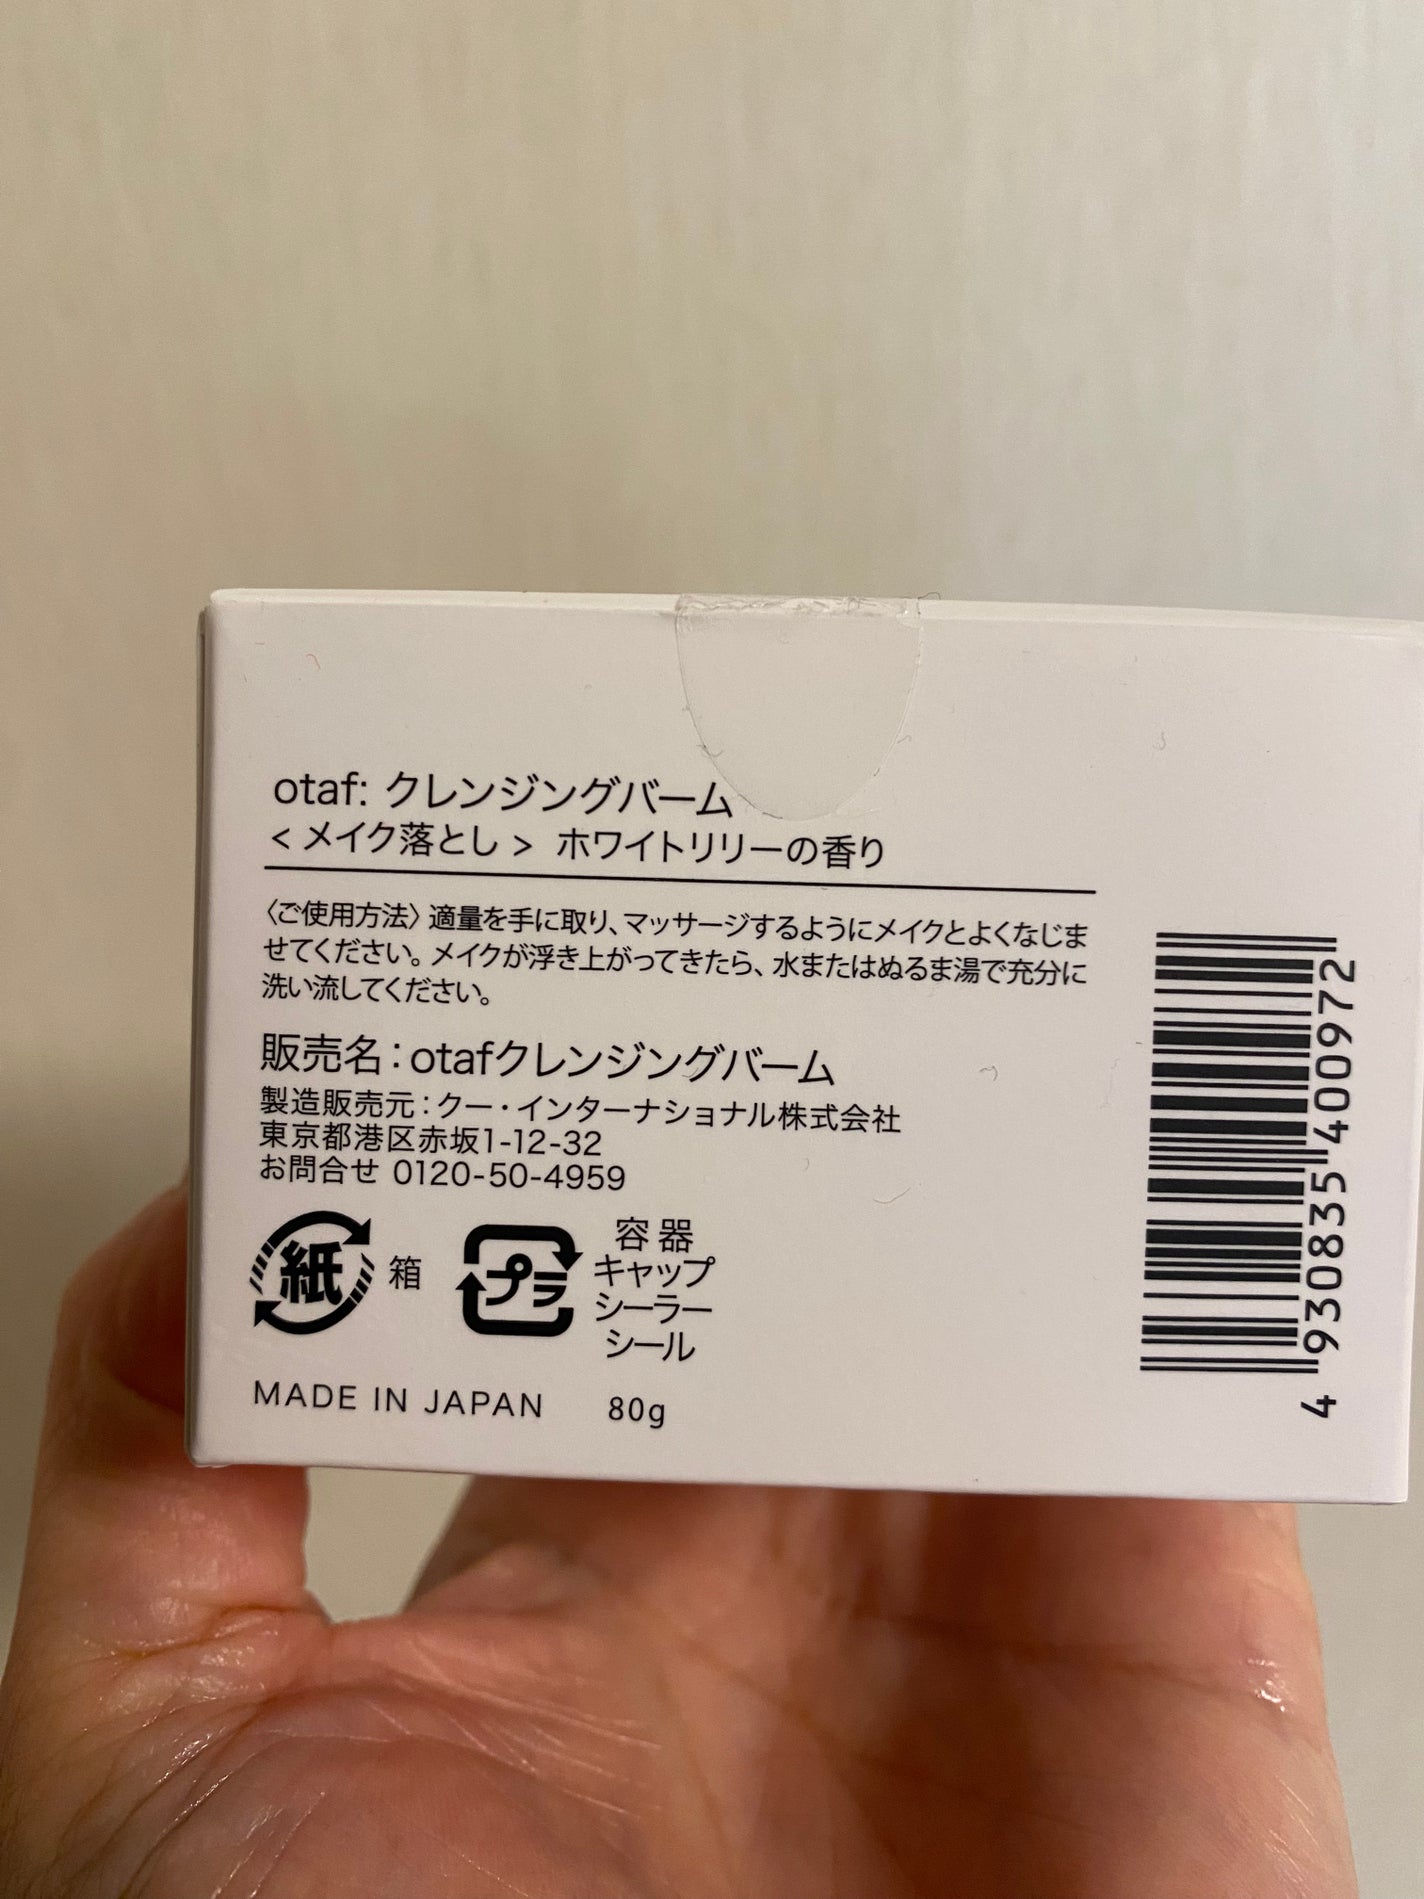 otaf: クレンジングバーム
< メイク落とし > ホワイトリリーの香り
〈ご使用方法〉適量を手に取り、マッサージするようにメイクとよくなじま
せてください。メイクが浮き上がってきたら、水またはぬるま湯で充分に
洗い流してください。
販売名：otafクレンジングバーム
製造販売元：クー・インターナショナル株式会社
東京都港区赤坂1-12-32
お問合せ 0120-50-4959
紙 箱
プラ
容器
キャップ
シーラー
シール
MADE IN JAPAN 80g
4 930835 400972